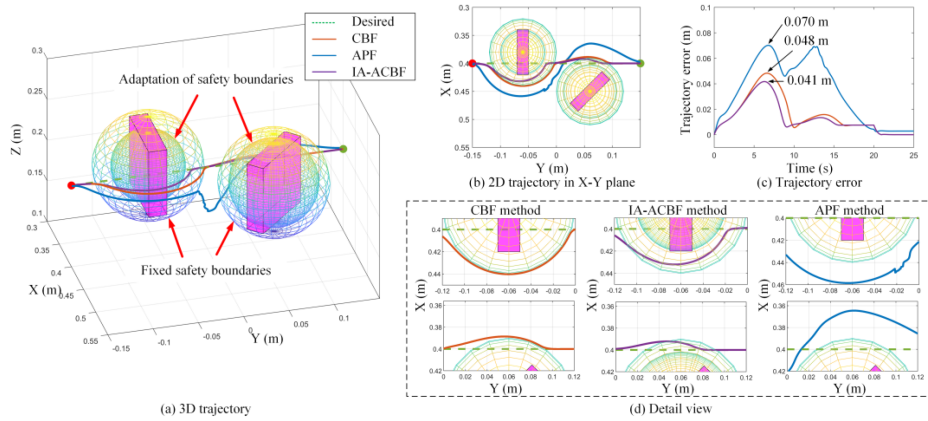 Desired
CBF
APF
IA-ACBF
Adaptation of safety boundaries
Fixed safety boundaries
0.3
0.25
0.2
0.15
0.1
Z (m)
0.3
0.35
0.4
0.45
0.5
0.55
X (m)
-0.15
-0.1
-0.05
0
0.05
0.1
Y (m)
(a) 3D trajectory
(b)
0.3
0.35
0.4
0.45
0.5
0.55
X (m)
-0.15
-0.1
-0.05
0
0.05
0.1
0.15
Y (m)
(b) 2D trajectory in X-Y plane
(c)
0.1
0.08
0.06
0.04
0.02
0
Trajectory error (m)
0.070 m
0.048 m
0.041 m
0
5
10
15
20
25
Time (s)
(c) Trajectory error
CBF method
IA-ACBF method
APF method
0.4
0.42
0.44
0.46
-0.12 -0.1 -0.08 -0.06 -0.04 -0.02 0
0.4
0.42
0.44
0.46
-0.12 -0.1 -0.08 -0.06 -0.04 -0.02 0
0.4
0.42
0.44
0.46
-0.12 -0.1 -0.08 -0.06 -0.04 -0.02 0
X (m)
X (m)
X (m)
0.36
0.38
0.4
0.42
0 0.02 0.04 0.06 0.08 0.1 0.12
0.36
0.38
0.4
0.42
0 0.02 0.04 0.06 0.08 0.1 0.12
0.36
0.38
0.4
0.42
0 0.02 0.04 0.06 0.08 0.1 0.12
Y (m)
Y (m)
Y (m)
(d) Detail view